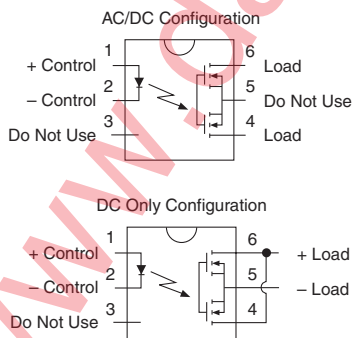 AC/DC Configuration
1
6
+ Control
Load
2
5
– Control
Do Not Use
3
4
Do Not Use
Load
DC Only Configuration
1
6
+ Control
+ Load
2
5
– Control
– Load
3
4
Do Not Use